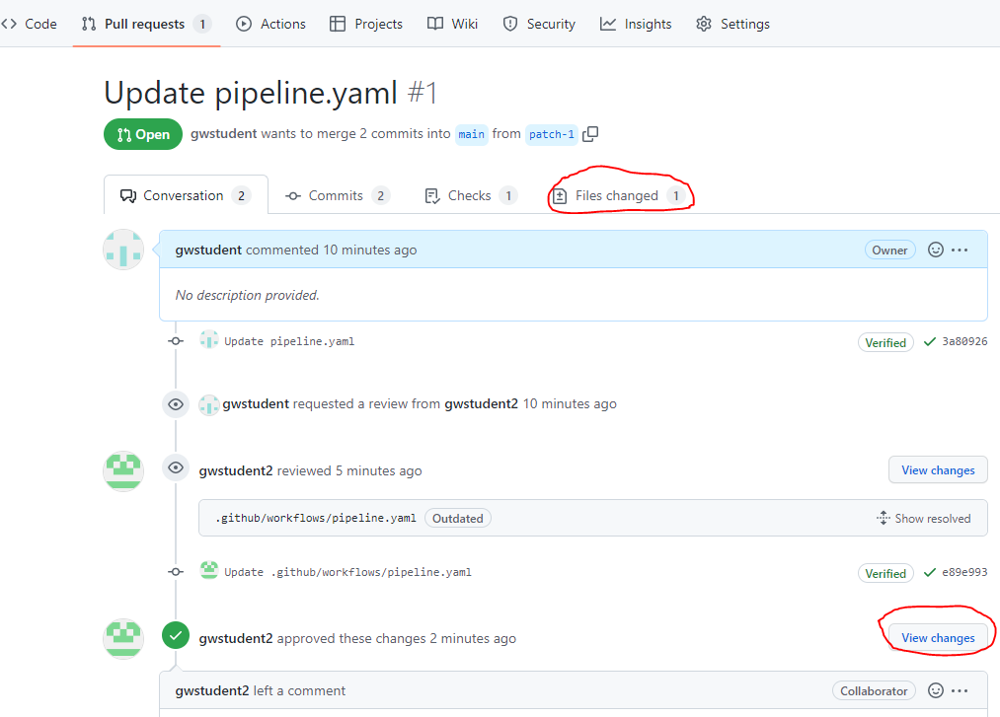 Code Pull requests 1 Actions Projects Wiki Security Insights Settings
Update pipeline.yaml #1
Open gwstudent wants to merge 2 commits into main from patch-1
Conversation 2 Commits 2 Checks 1 Files changed 1
gwstudent commented 10 minutes ago Owner
No description provided.
Update pipeline.yaml Verified 3a80926
gwstudent requested a review from gwstudent2 10 minutes ago
gwstudent2 reviewed 5 minutes ago View changes
.github/workflows/pipeline.yaml Outdated Show resolved
Update .github/workflows/pipeline.yaml Verified e89e993
gwstudent2 approved these changes 2 minutes ago View changes
gwstudent2 left a comment Collaborator